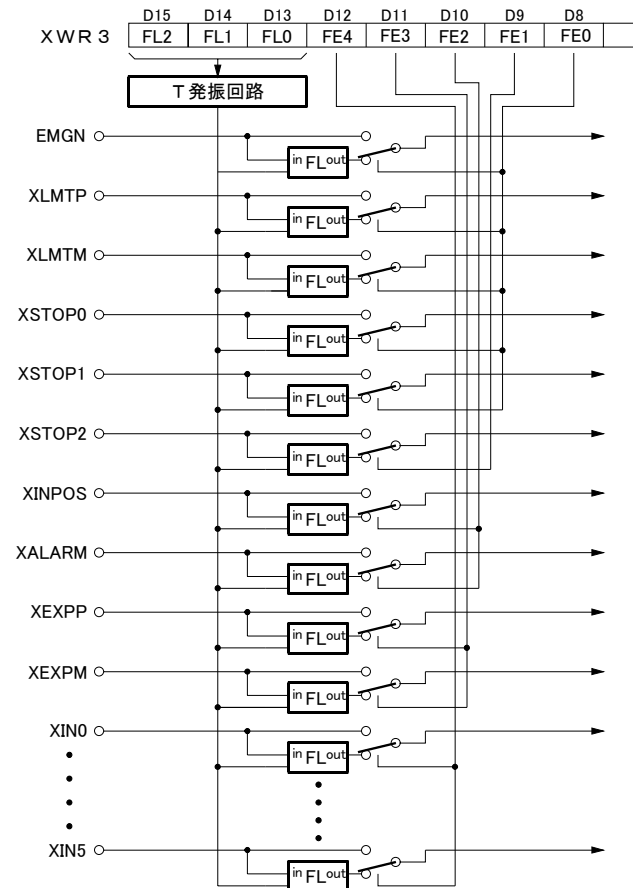 D15 D14 D13 D12 D11 D10 D9 D8
XWR3 FL2 FL1 FL0 FE4 FE3 FE2 FE1 FE0
T発振回路
EMGN
in FL out
XLMTP
in FL out
XLMTM
in FL out
XSTOP0
in FL out
XSTOP1
in FL out
XSTOP2
in FL out
XINPOS
in FL out
XALARM
in FL out
XEXPP
in FL out
XEXPM
in FL out
XIN0
in FL out
XIN5
in FL out